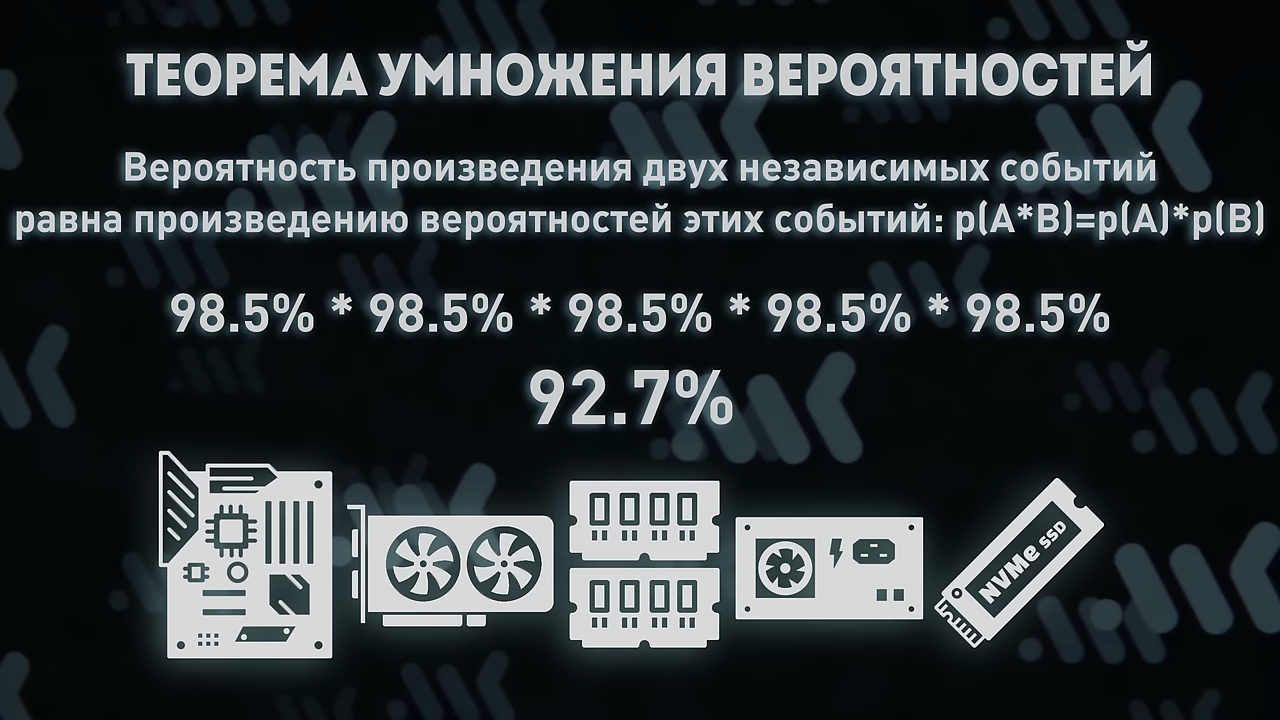 ТЕОРЕМА УМНОЖЕНИЯ ВЕРОЯТНОСТЕЙ
Вероятность произведения двух независимых событий
равна произведению вероятностей этих событий: p(A*B)=p(A)*p(B)
98.5% * 98.5% * 98.5% * 98.5% * 98.5%
92.7%
NVMe SSD